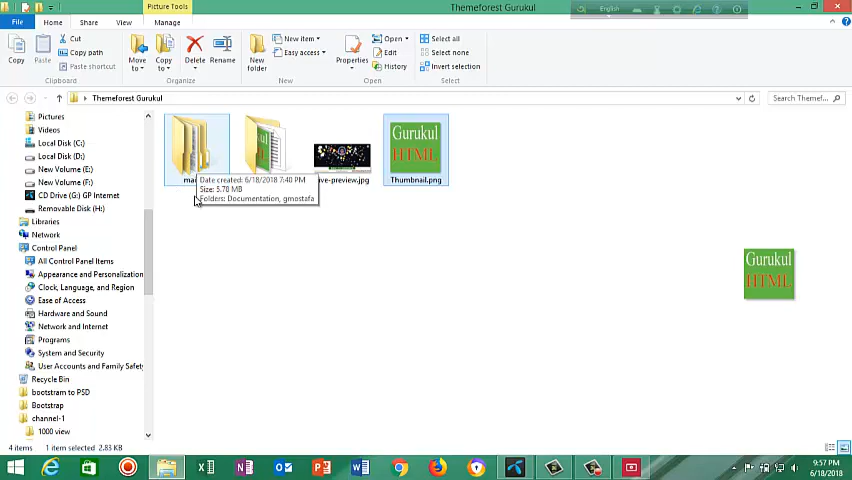 Picture Tools
Themeforest Gurukul
English
File
Home
Share
View
Manage
Copy
Paste
Cut
Copy path
Paste shortcut
Clipboard
Move to
Copy to
Delete
Rename
Organize
New folder
New item
Easy access
New
Properties
Open
Edit
History
Open
Select all
Select none
Invert selection
Select
Themeforest Gurukul
Search Themef...
Pictures
Videos
Local Disk (C:)
Local Disk (D:)
New Volume (E:)
New Volume (F:)
CD Drive (G:) GP Internet
Removable Disk (H:)
Libraries
Network
Control Panel
All Control Panel Items
Appearance and Personalization
Clock, Language, and Region
Ease of Access
Hardware and Sound
Network and Internet
Programs
System and Security
User Accounts and Family Safety
Recycle Bin
bootstram to PSD
Bootstrap
channel-1
1000 view
Gurukul
HTML
ive-preview.jpg
Thumbnail.png
Date created: 6/18/2018 7:40 PM
Size: 5.78 MB
Folders: Documentation, gmostafa
Gurukul
HTML
4 items
1 item selected 2.83 KB
9:57 PM
6/18/2018